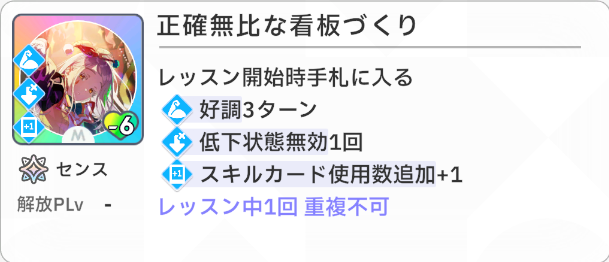 正確無比な看板づくり
レッスン開始時手札に入る
好調3ターン
低下状態無効1回
+1 スキルカード使用数追加+1
レッスン中1回 重複不可
+1
-6
M
センス
解放PLv -